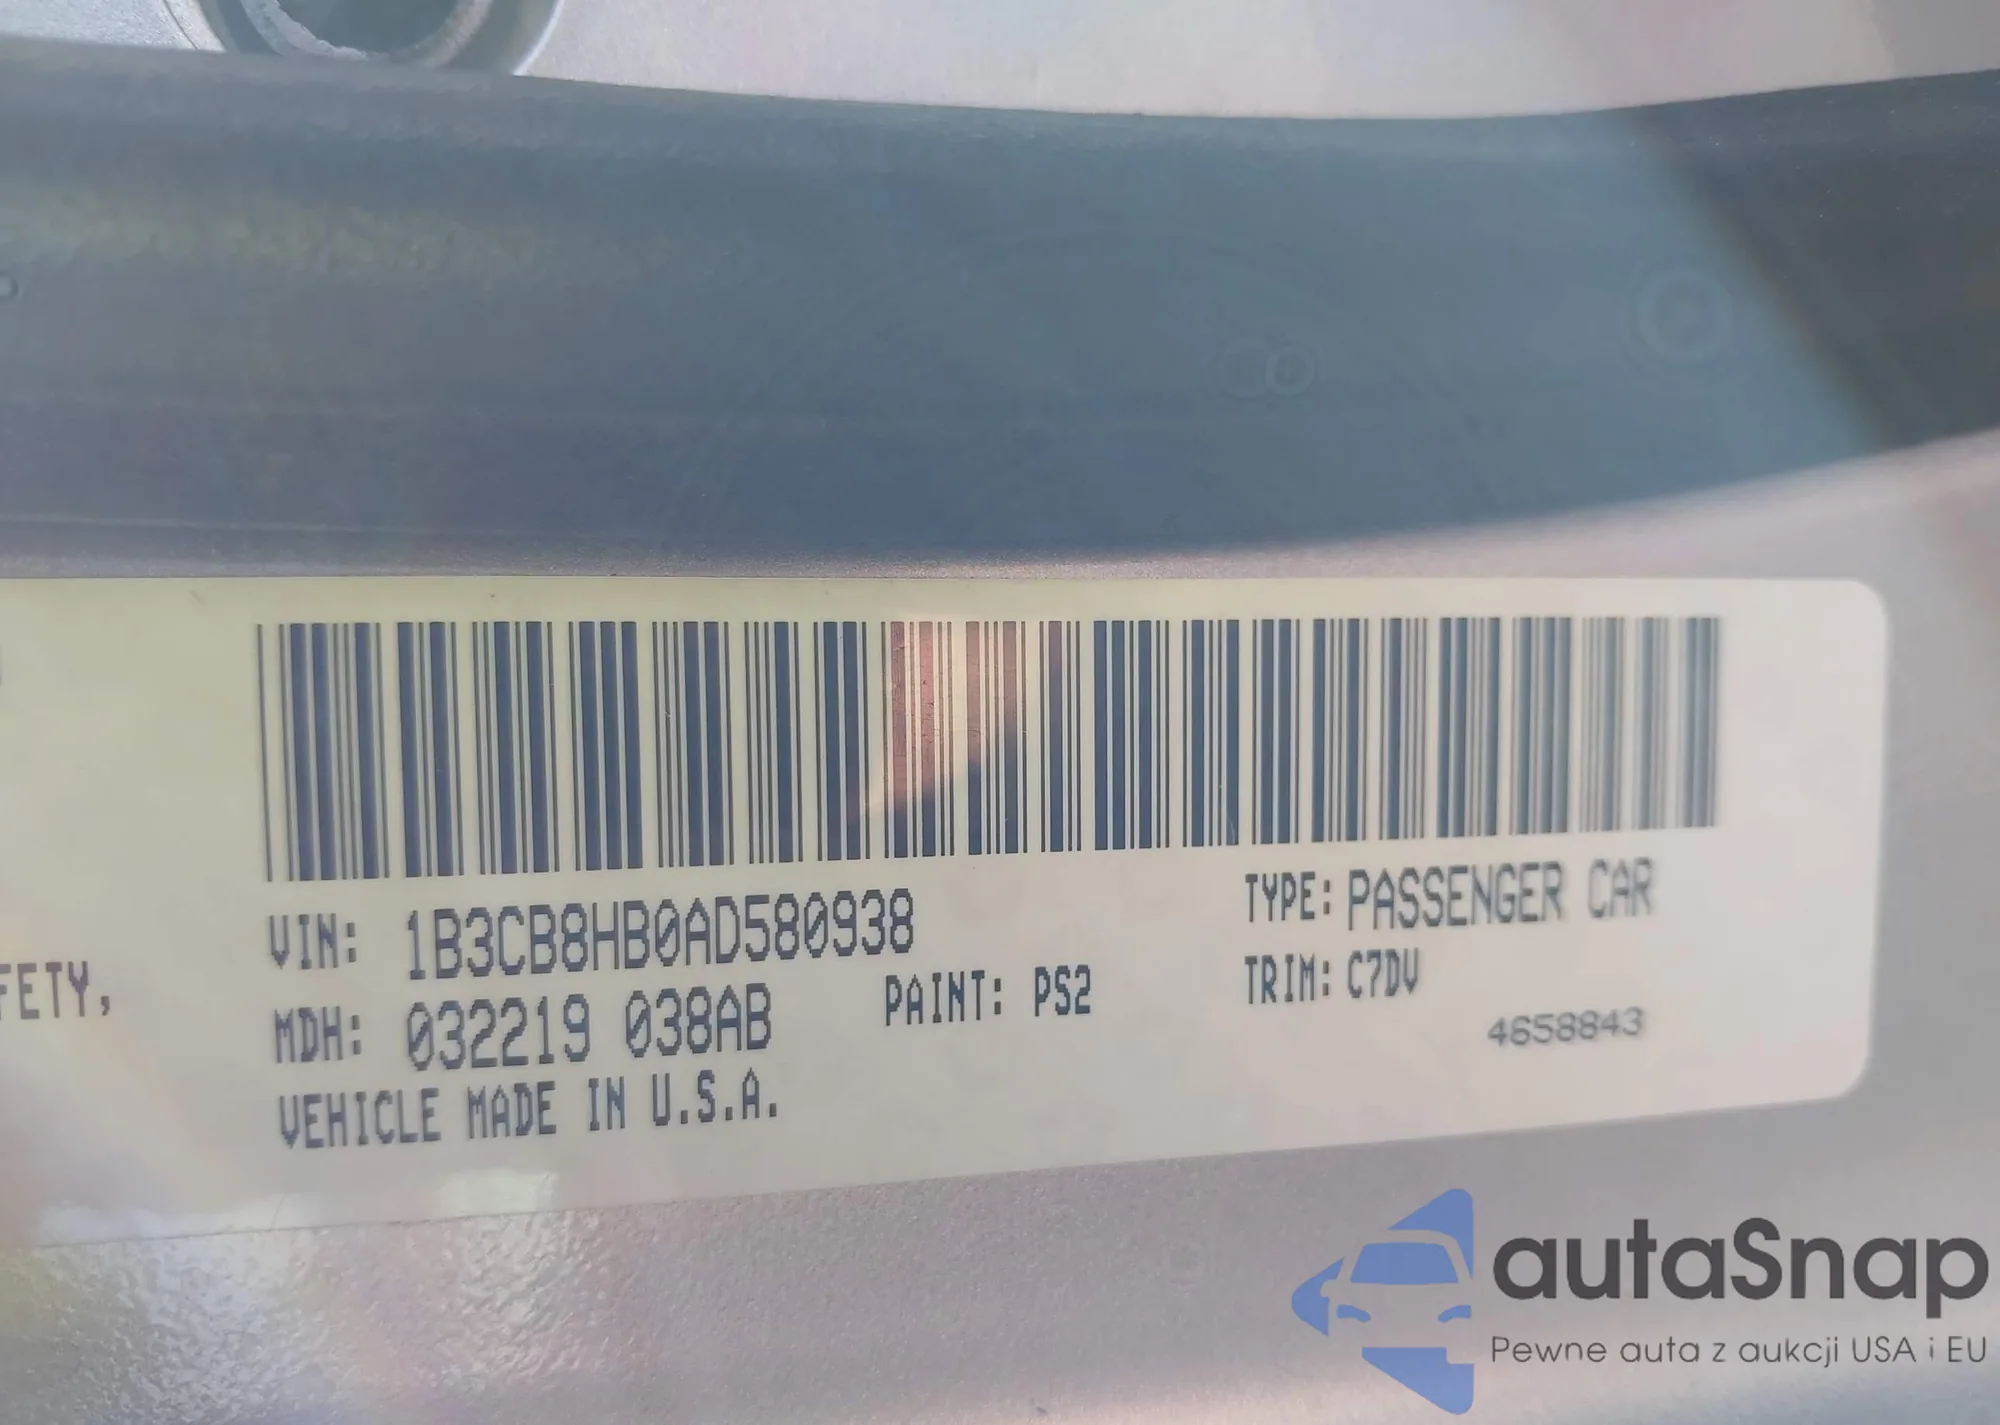 VIN: 1B3CB8HB0AD580938
TYPE: PASSENGER CAR
MDH: 032219 038AB
PAINT: PS2
TRIM: C7DV
4658843
VEHICLE MADE IN U.S.A.
FETY,
autaSnap
Pewne auta z aukcji USA i EU